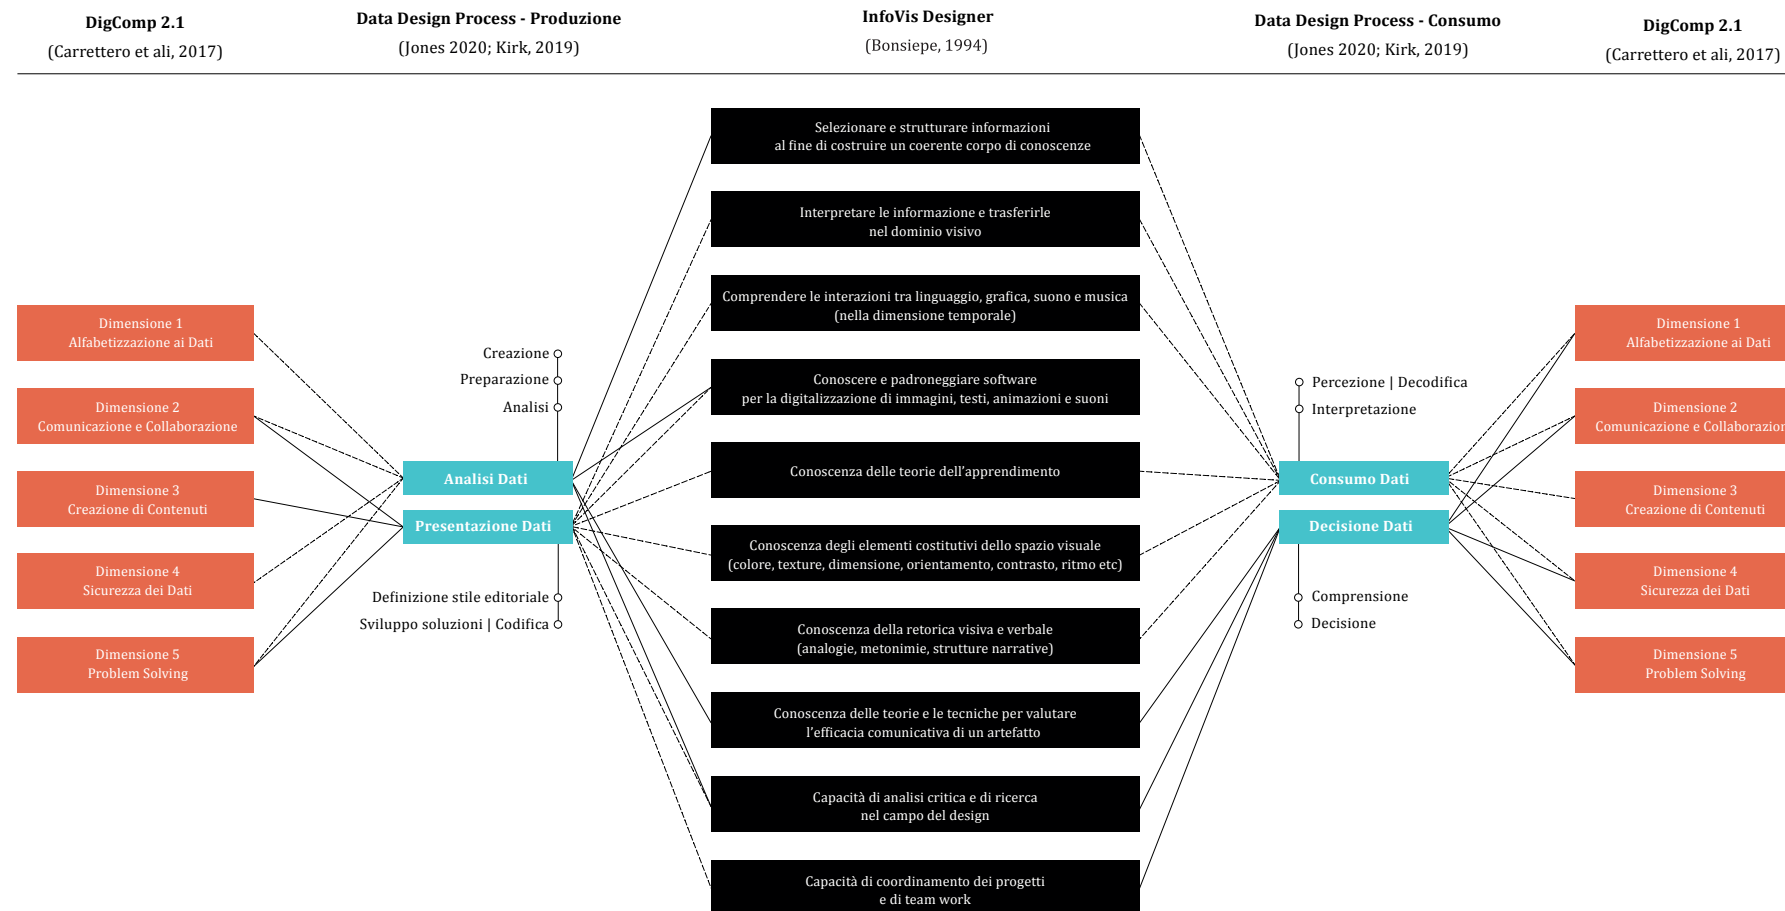 DigComp 2.1
(Carrettero et ali, 2017)
Data Design Process - Produzione
(Jones 2020; Kirk, 2019)
InfoVis Designer
(Bonsiepe, 1994)
Data Design Process - Consumo
(Jones 2020; Kirk, 2019)
DigComp 2.1
(Carrettero et ali, 2017)
Dimensione 1
Alfabetizzazione ai Dati
Dimensione 2
Comunicazione e Collaborazione
Dimensione 3
Creazione di Contenuti
Dimensione 4
Sicurezza dei Dati
Dimensione 5
Problem Solving
Creazione
Preparazione
Analisi
Analisi Dati
Presentazione Dati
Definizione stile editoriale
Sviluppo soluzioni | Codifica
Selezionare e strutturare informazioni
al fine di costruire un coerente corpo di conoscenze
Interpretare le informazione e trasferirle
nel dominio visivo
Comprendere le interazioni tra linguaggio, grafica, suono e musica
(nella dimensione temporale)
Conoscere e padroneggiare software
per la digitalizzazione di immagini, testi, animazioni e suoni
Conoscenza delle teorie dell'apprendimento
Conoscenza degli elementi costitutivi dello spazio visuale
(colore, texture, dimensione, orientamento, contrasto, ritmo etc)
Conoscenza della retorica visiva e verbale
(analogie, metonimie, strutture narrative)
Conoscenza delle teorie e le tecniche per valutare
l'efficacia comunicativa di un artefatto
Capacità di analisi critica e di ricerca
nel campo del design
Capacità di coordinamento dei progetti
e di team work
Percezione | Decodifica
Interpretazione
Consumo Dati
Decisione Dati
Comprensione
Decisione
Dimensione 1
Alfabetizzazione ai Dati
Dimensione 2
Comunicazione e Collaborazion
Dimensione 3
Creazione di Contenuti
Dimensione 4
Sicurezza dei Dati
Dimensione 5
Problem Solving